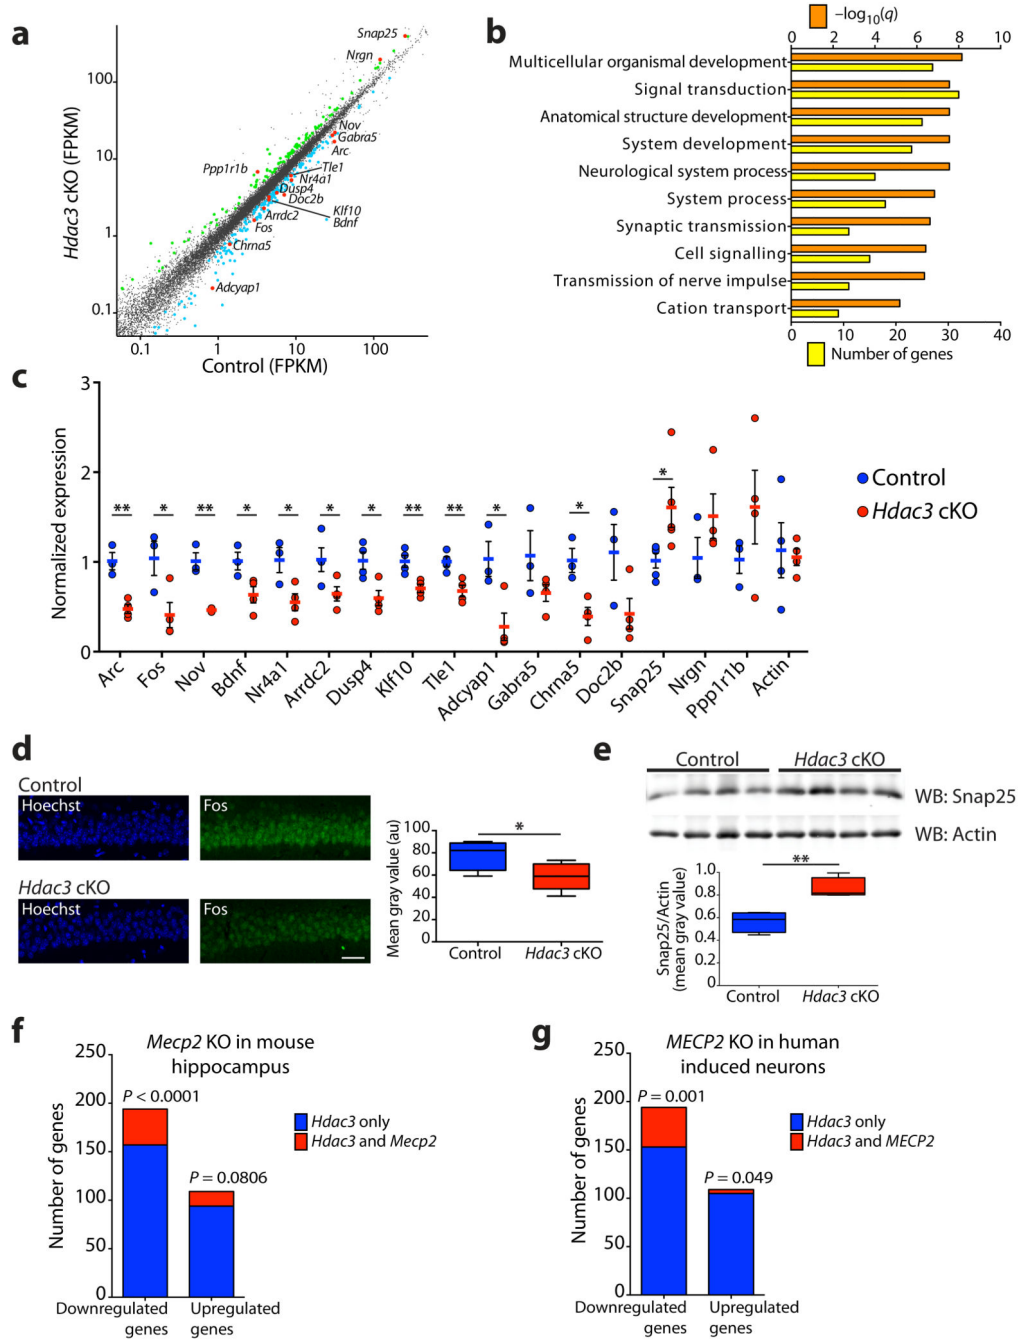 a
Hdac3 cKO (FPKM)
100
10
1
0.1
Snap25
Nrgn
Nov
Gabra5
Arc
Ppp1r1b
Tle1
Nr4a1
Dusp4
Doc2b
Klf10
Bdnf
Arrdc2
Fos
Chrna5
Adcyap1
0.1 1 10 100
Control (FPKM)
b
–log10(q)
0 2 4 6 8 10
Multicellular organismal development
Signal transduction
Anatomical structure development
System development
Neurological system process
System process
Synaptic transmission
Cell signalling
Transmission of nerve impulse
Cation transport
0 10 20 30 40
Number of genes
c
Normalized expression
3
2
1
0
** * ** * * * * ** ** * * *
Control
Hdac3 cKO
Arc Fos Nov Bdnf Nr4a1 Arrdc2 Dusp4 Klf10 Tle1 Adcyap1 Gabra5 Chrna5 Doc2b Snap25 Nrgn Ppp1r1b Actin
d
Control
Hoechst Fos
Hdac3 cKO
Hoechst Fos
Mean gray value (au)
100
80
60
40
20
0
*
Control Hdac3 cKO
e
Control Hdac3 cKO
WB: Snap25
WB: Actin
Snap25/Actin
(mean gray value)
1.0
0.8
0.6
0.4
0.2
0
**
Control Hdac3 cKO
f
Mecp2 KO in mouse
hippocampus
Number of genes
250
200
150
100
50
0
P < 0.0001
P = 0.0806
Hdac3 only
Hdac3 and Mecp2
Downregulated
genes
Upregulated
genes
g
MECP2 KO in human
induced neurons
Number of genes
250
200
150
100
50
0
P = 0.001
P = 0.049
Hdac3 only
Hdac3 and MECP2
Downregulated
genes
Upregulated
genes